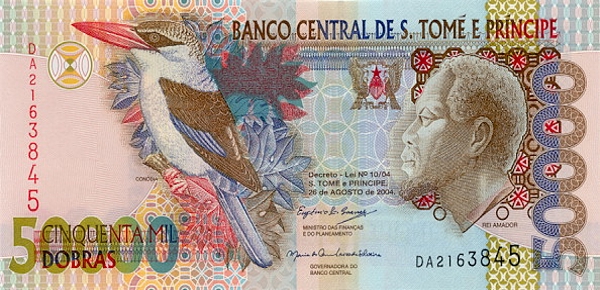 BANCO CENTRAL DE S. TOMÉ E PRÍNCIPE
DA2163845
Decreto - Lei Nº 10/04
S. TOMÉ e PRÍNCIPE,
26 de AGOSTO de 2004
MINISTRO DAS FINANÇAS
E DO PLANEAMENTO
GOVERNADORA DO
BANCO CENTRAL
REI AMADOR
50000
50000
CINQUENTA MIL
DOBRAS
DA2163845